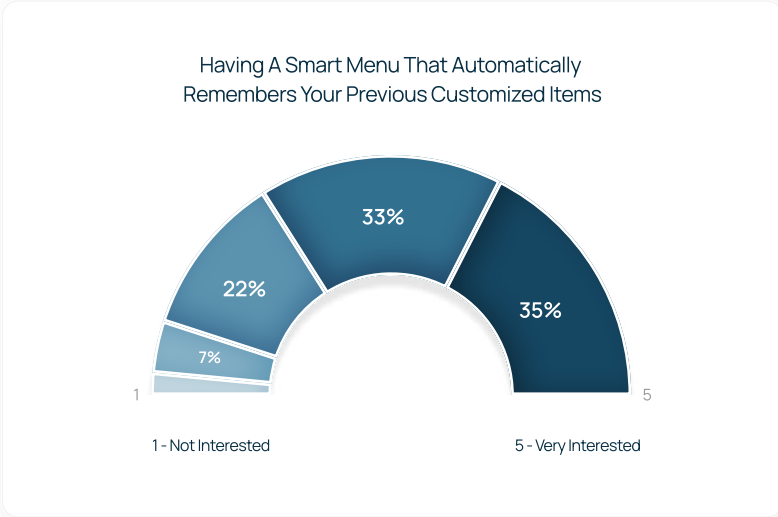 Having A Smart Menu That Automatically
Remembers Your Previous Customized Items
33%
22%
35%
7%
1
5
1 - Not Interested
5 - Very Interested